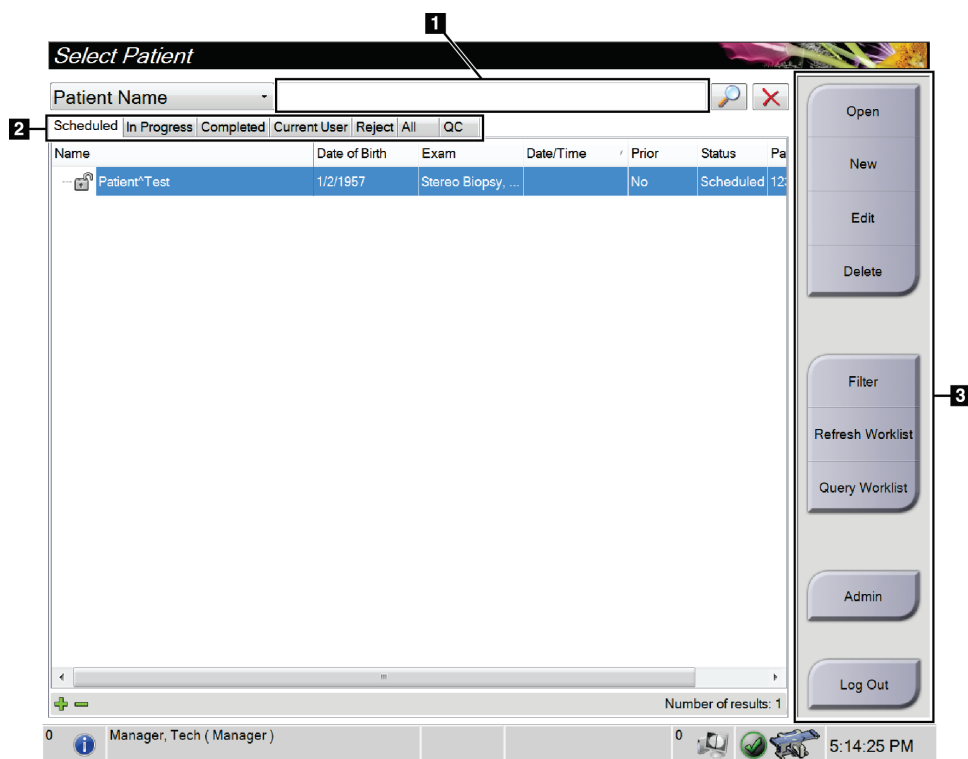 1
Select Patient
Patient Name
Open
2
Scheduled In Progress Completed Current User Reject All QC
Name Date of Birth Exam Date/Time Prior Status Pa
New
Patient^Test 1/2/1957 Stereo Biopsy, ... No Scheduled 123
Edit
Delete
Filter
3
Refresh Worklist
Query Worklist
Admin
Log Out
Number of results: 1
0 Manager, Tech ( Manager ) 0 5:14:25 PM